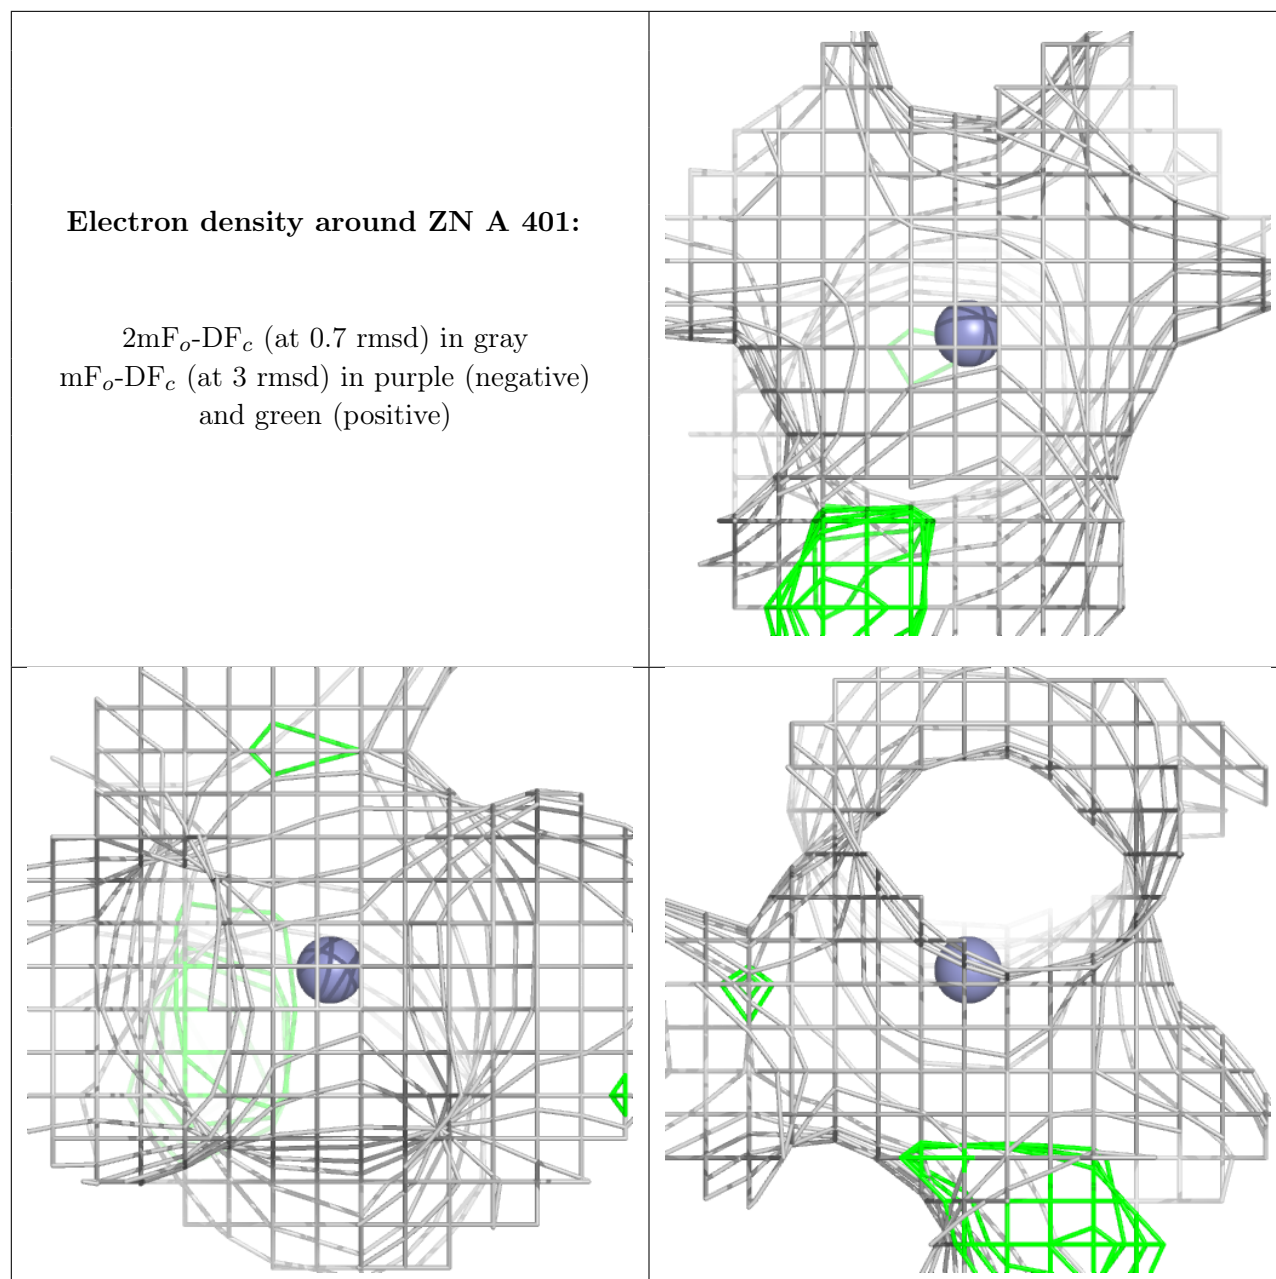 Electron density around ZN A 401:
2mFₒ-DF𝒸 (at 0.7 rmsd) in gray
mFₒ-DF𝒸 (at 3 rmsd) in purple (negative)
and green (positive)